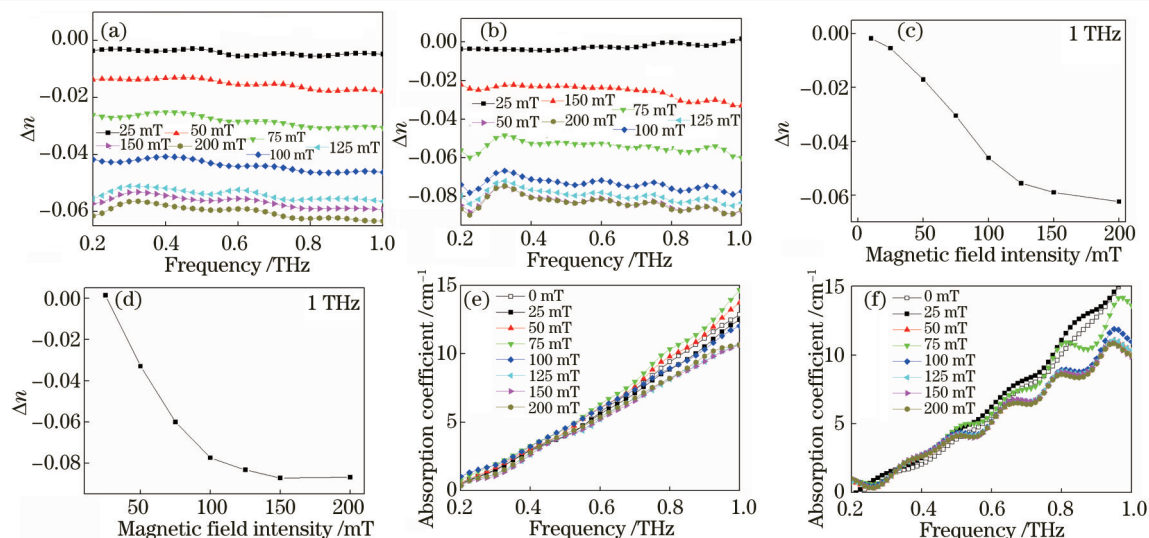 (a)
0.00
−0.02
−0.04
−0.06
Δn
25 mT 50 mT 75 mT 125 mT
150 mT 200 mT 100 mT
0.2 0.4 0.6 0.8 1.0
Frequency /THz
(b)
0.00
−0.02
−0.04
−0.06
−0.08
Δn
25 mT 150 mT 75 mT
50 mT 200 mT 100 mT 125 mT
0.2 0.4 0.6 0.8 1.0
Frequency /THz
(c) 1 THz
0.00
−0.02
−0.04
−0.06
Δn
0 50 100 150 200
Magnetic field intensity /mT
(d) 1 THz
0.00
−0.02
−0.04
−0.06
−0.08
Δn
50 100 150 200
Magnetic field intensity /mT
(e)
15
10
5
0
Absorption coefficient /cm−1
0 mT
25 mT
50 mT
75 mT
100 mT
125 mT
150 mT
200 mT
0.2 0.4 0.6 0.8 1.0
Frequency /THz
(f)
15
10
5
0
Absorption coefficient /cm−1
0 mT
25 mT
50 mT
75 mT
100 mT
125 mT
150 mT
200 mT
0.2 0.4 0.6 0.8 1.0
Frequency /THz